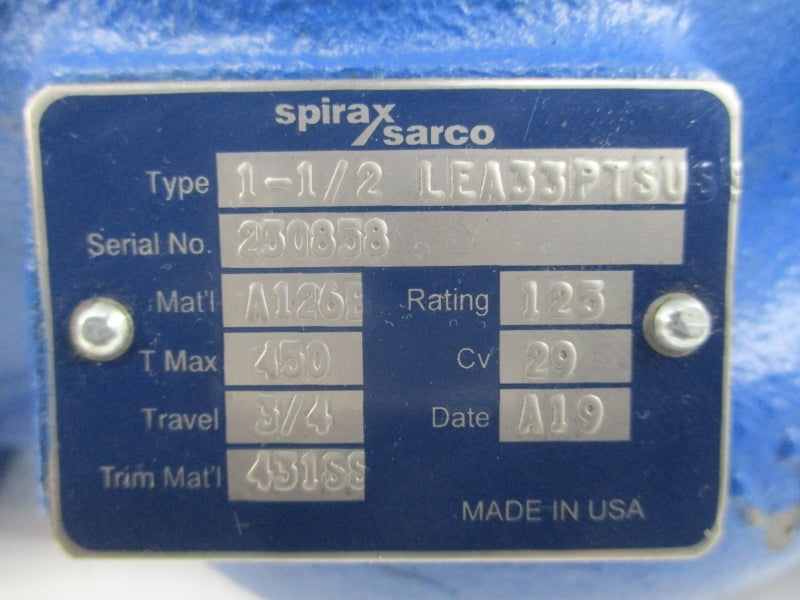 spirax
sarco
Type 1-1/2 LEA33PTSUSS
Serial No. 230858
Mat'l A126B Rating 125
T Max 450 Cv 29
Travel 3/4 Date A19
Trim Mat'l 431SS
MADE IN USA